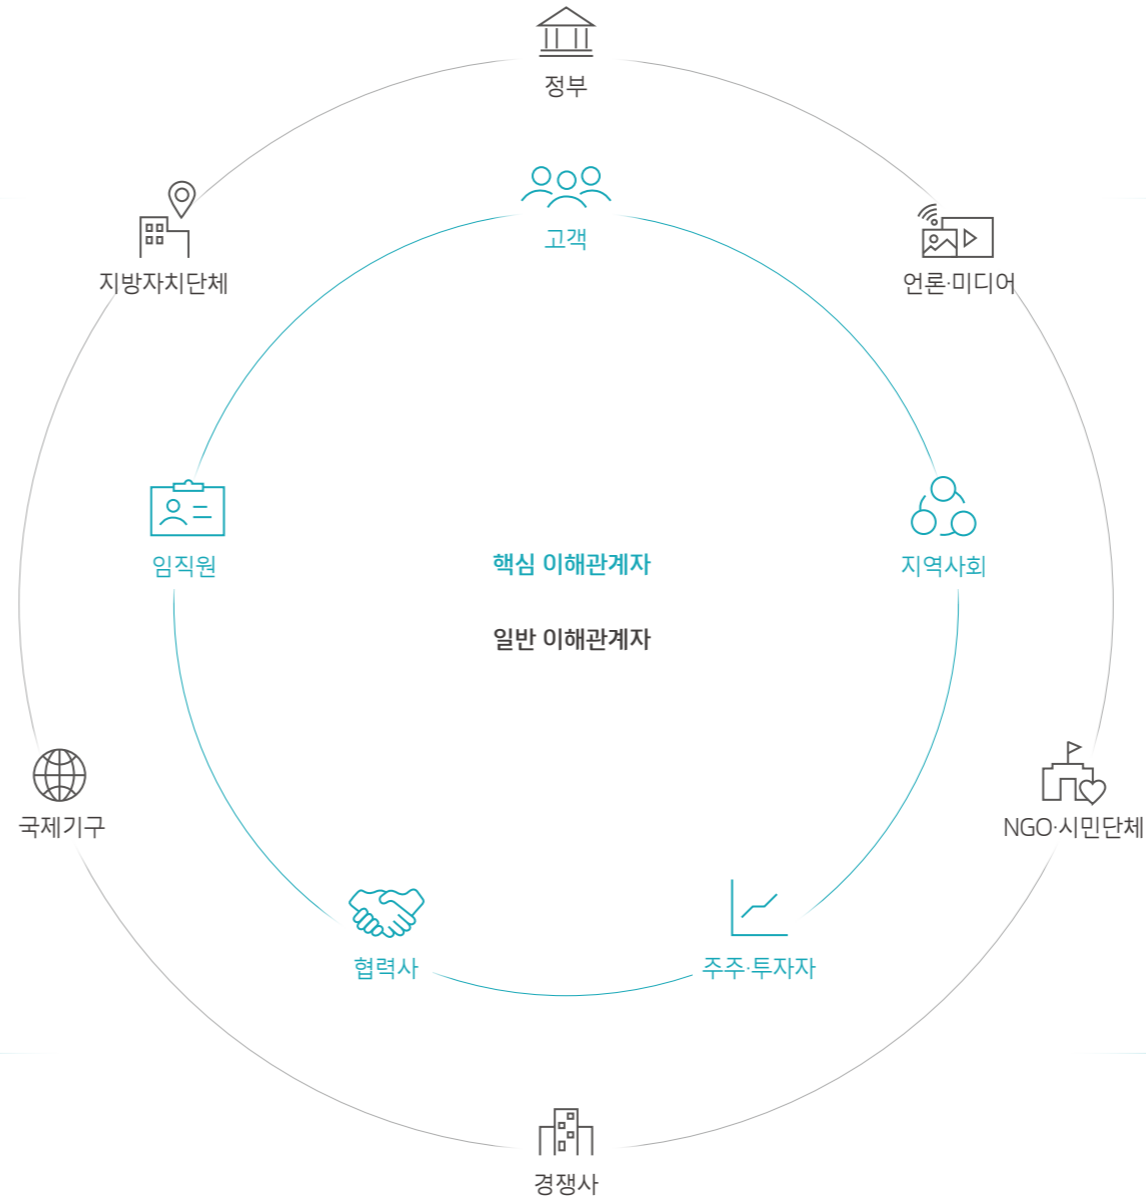 정부
고객
지방자치단체
언론·미디어
임직원
핵심 이해관계자
지역사회
일반 이해관계자
국제기구
NGO·시민단체
협력사
주주·투자자
경쟁사